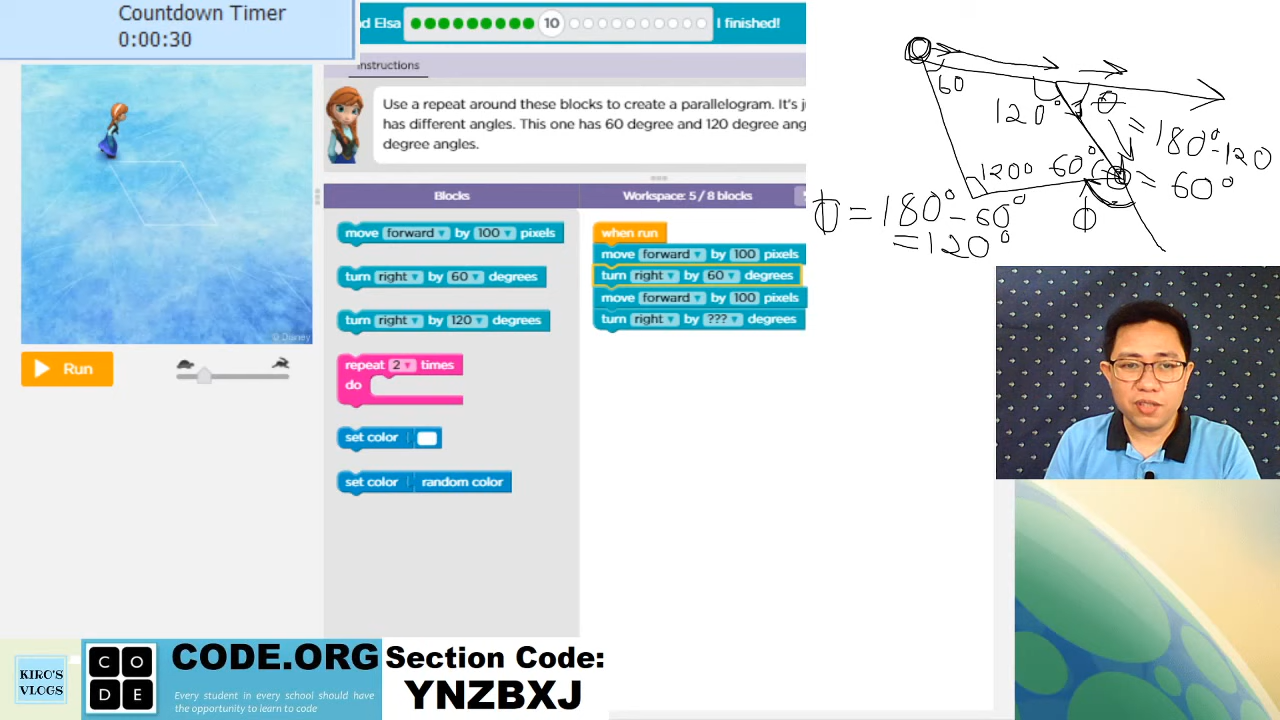 Countdown Timer
0:00:30
d Elsa 10 I finished!
Instructions
Use a repeat around these blocks to create a parallelogram. It's j
has different angles. This one has 60 degree and 120 degree ang
degree angles.
Blocks
Workspace: 5 / 8 blocks
move forward by 100 pixels
turn right by 60 degrees
turn right by 120 degrees
repeat 2 times
do
set color
set color random color
when run
move forward by 100 pixels
turn right by 60 degrees
move forward by 100 pixels
turn right by ??? degrees
© Disney
Run
60
120°
θ
= 180°-120
= 60°
120°
60°
= 180° - 60°
= 120°
KIRO'S
VLOGS
C O
D E
CODE.ORG
Every student in every school should have
the opportunity to learn to code
Section Code:
YNZBXJ